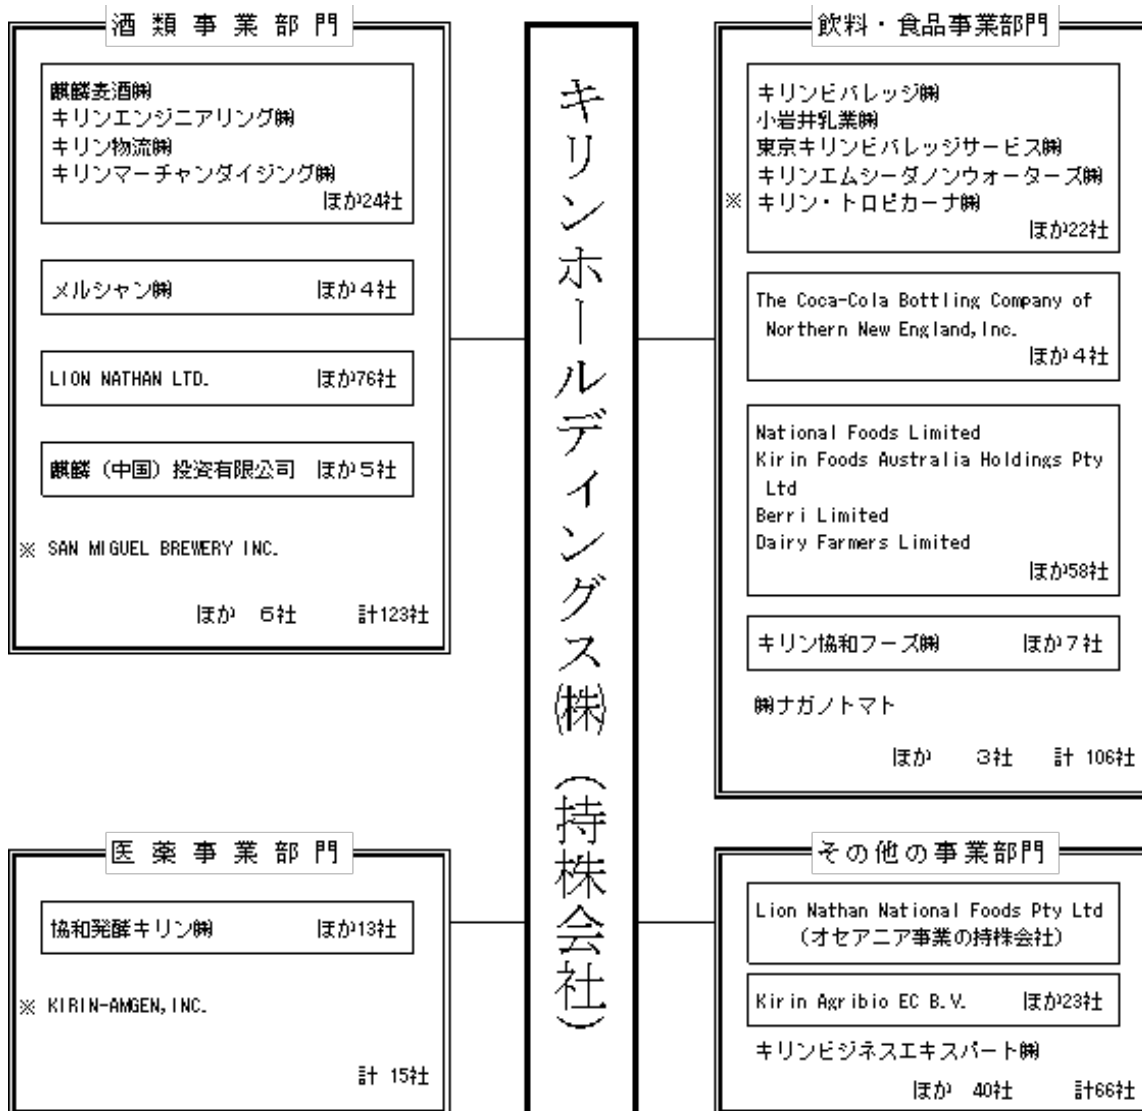 酒類事業部門
麒麟麦酒㈱
キリンエンジニアリング㈱
キリン物流㈱
キリンマーチャンダイジング㈱
ほか24社
メルシャン㈱ ほか4社
LION NATHAN LTD. ほか76社
麒麟（中国）投資有限公司 ほか5社
※ SAN MIGUEL BREWERY INC.
ほか 6社 計123社
医薬事業部門
協和発酵キリン㈱ ほか13社
※ KIRIN-AMGEN,INC.
計 15社
キリンホールディングス㈱（持株会社）
飲料・食品事業部門
キリンビバレッジ㈱
小岩井乳業㈱
東京キリンビバレッジサービス㈱
キリンエムシーダノンウォーターズ㈱
※ キリン・トロピカーナ㈱
ほか22社
The Coca-Cola Bottling Company of
Northern New England,Inc.
ほか4社
National Foods Limited
Kirin Foods Australia Holdings Pty
Ltd
Berri Limited
Dairy Farmers Limited
ほか58社
キリン協和フーズ㈱ ほか7社
㈱ナガノトマト
ほか 3社 計 106社
その他の事業部門
Lion Nathan National Foods Pty Ltd
（オセアニア事業の持株会社）
Kirin Agribio EC B.V. ほか23社
キリンビジネスエキスパート㈱
ほか 40社 計66社